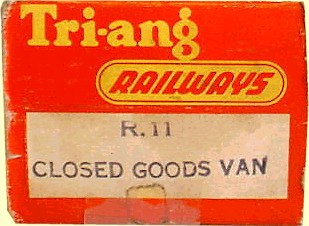 Tri-ang
RAILWAYS
R.11
CLOSED GOODS VAN